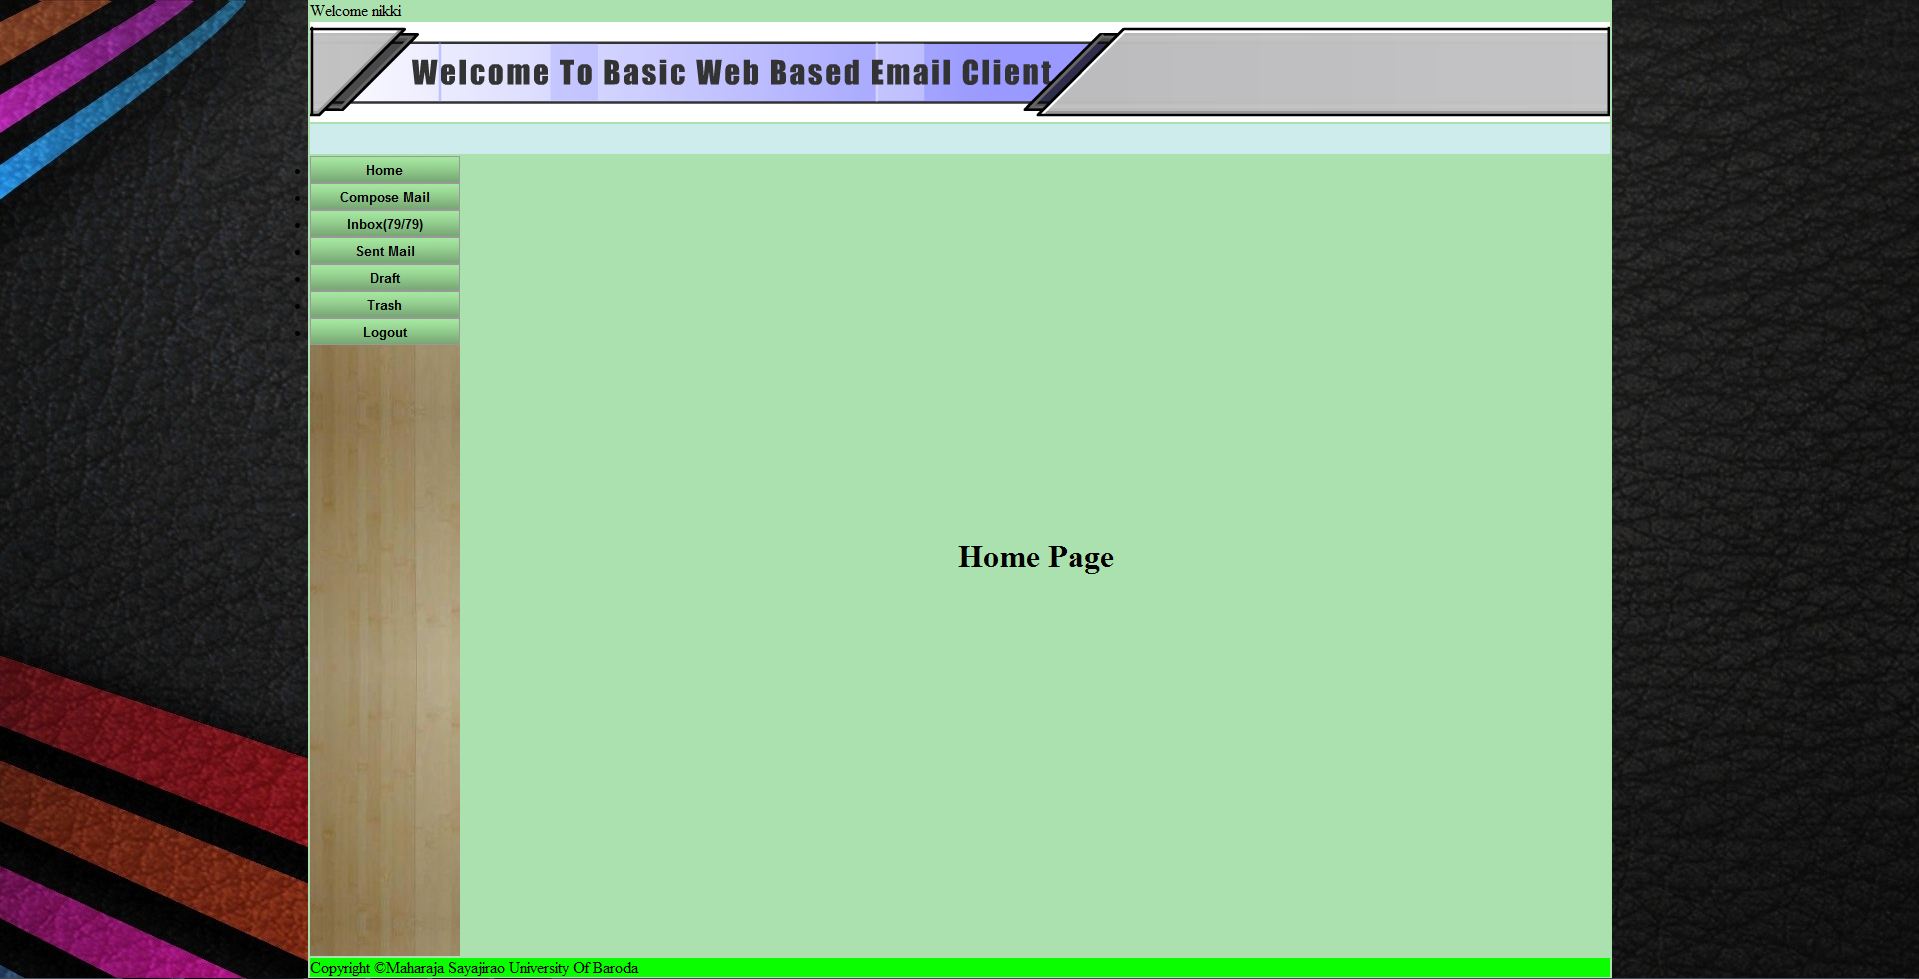 Welcome nikki
Welcome To Basic Web Based Email Client
Home
Compose Mail
Inbox(79/79)
Sent Mail
Draft
Trash
Logout
Home Page
Copyright ©Maharaja Sayajirao University Of Baroda